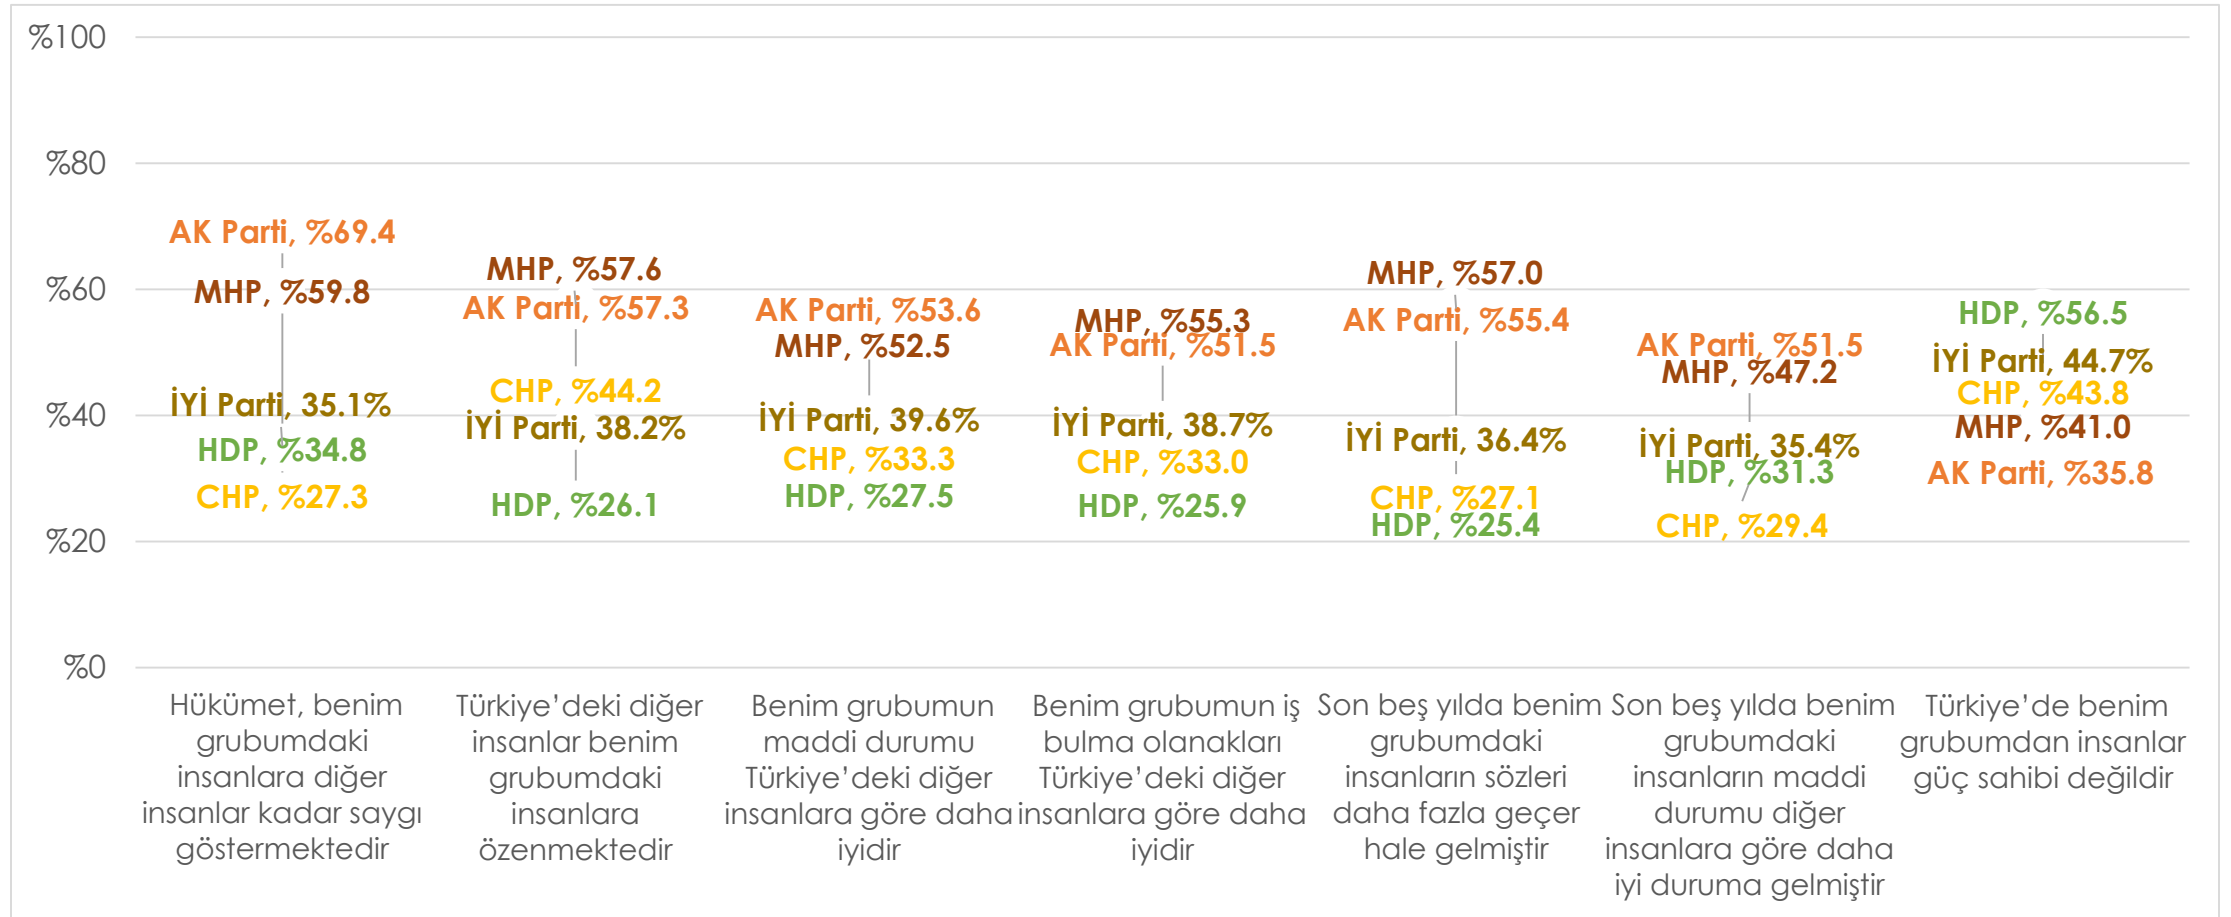 %100
%80
%60
%40
%20
%0
AK Parti, %69.4
MHP, %59.8
İYİ Parti, 35.1%
HDP, %34.8
CHP, %27.3
MHP, %57.6
AK Parti, %57.3
CHP, %44.2
İYİ Parti, 38.2%
HDP, %26.1
AK Parti, %53.6
MHP, %52.5
İYİ Parti, 39.6%
CHP, %33.3
HDP, %27.5
MHP, %55.3
AK Parti, %51.5
İYİ Parti, 38.7%
CHP, %33.0
HDP, %25.9
MHP, %57.0
AK Parti, %55.4
İYİ Parti, 36.4%
CHP, %27.1
HDP, %25.4
AK Parti, %51.5
MHP, %47.2
İYİ Parti, 35.4%
HDP, %31.3
CHP, %29.4
HDP, %56.5
İYİ Parti, 44.7%
CHP, %43.8
MHP, %41.0
AK Parti, %35.8
Hükümet, benim
grubumdaki
insanlara diğer
insanlar kadar saygı
göstermektedir
Türkiye’deki diğer
insanlar benim
grubumdaki
insanlara
özenmektedir
Benim grubumun
maddi durumu
Türkiye’deki diğer
insanlara göre daha
iyidir
Benim grubumun iş
bulma olanakları
Türkiye’deki diğer
insanlara göre daha
iyidir
Son beş yılda benim
grubumdaki
insanların sözleri
daha fazla geçer
hale gelmiştir
Son beş yılda benim
grubumdaki
insanların maddi
durumu diğer
insanlara göre daha
iyi duruma gelmiştir
Türkiye’de benim
grubumdan insanlar
güç sahibi değildir